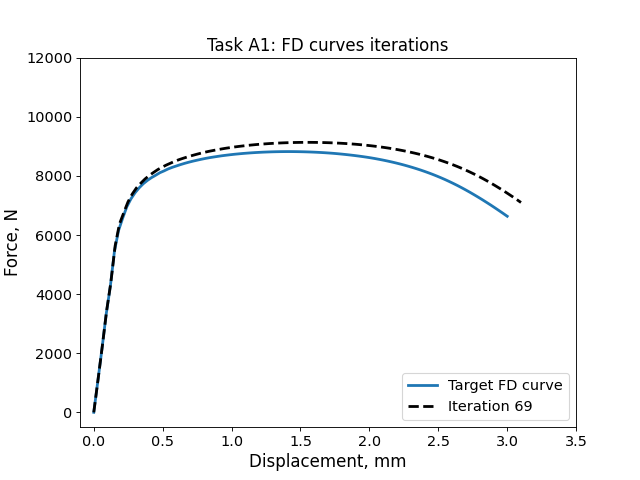 Task A1: FD curves iterations
Force, N
12000
10000
8000
6000
4000
2000
0
0.0 0.5 1.0 1.5 2.0 2.5 3.0 3.5
Displacement, mm
Target FD curve
Iteration 69